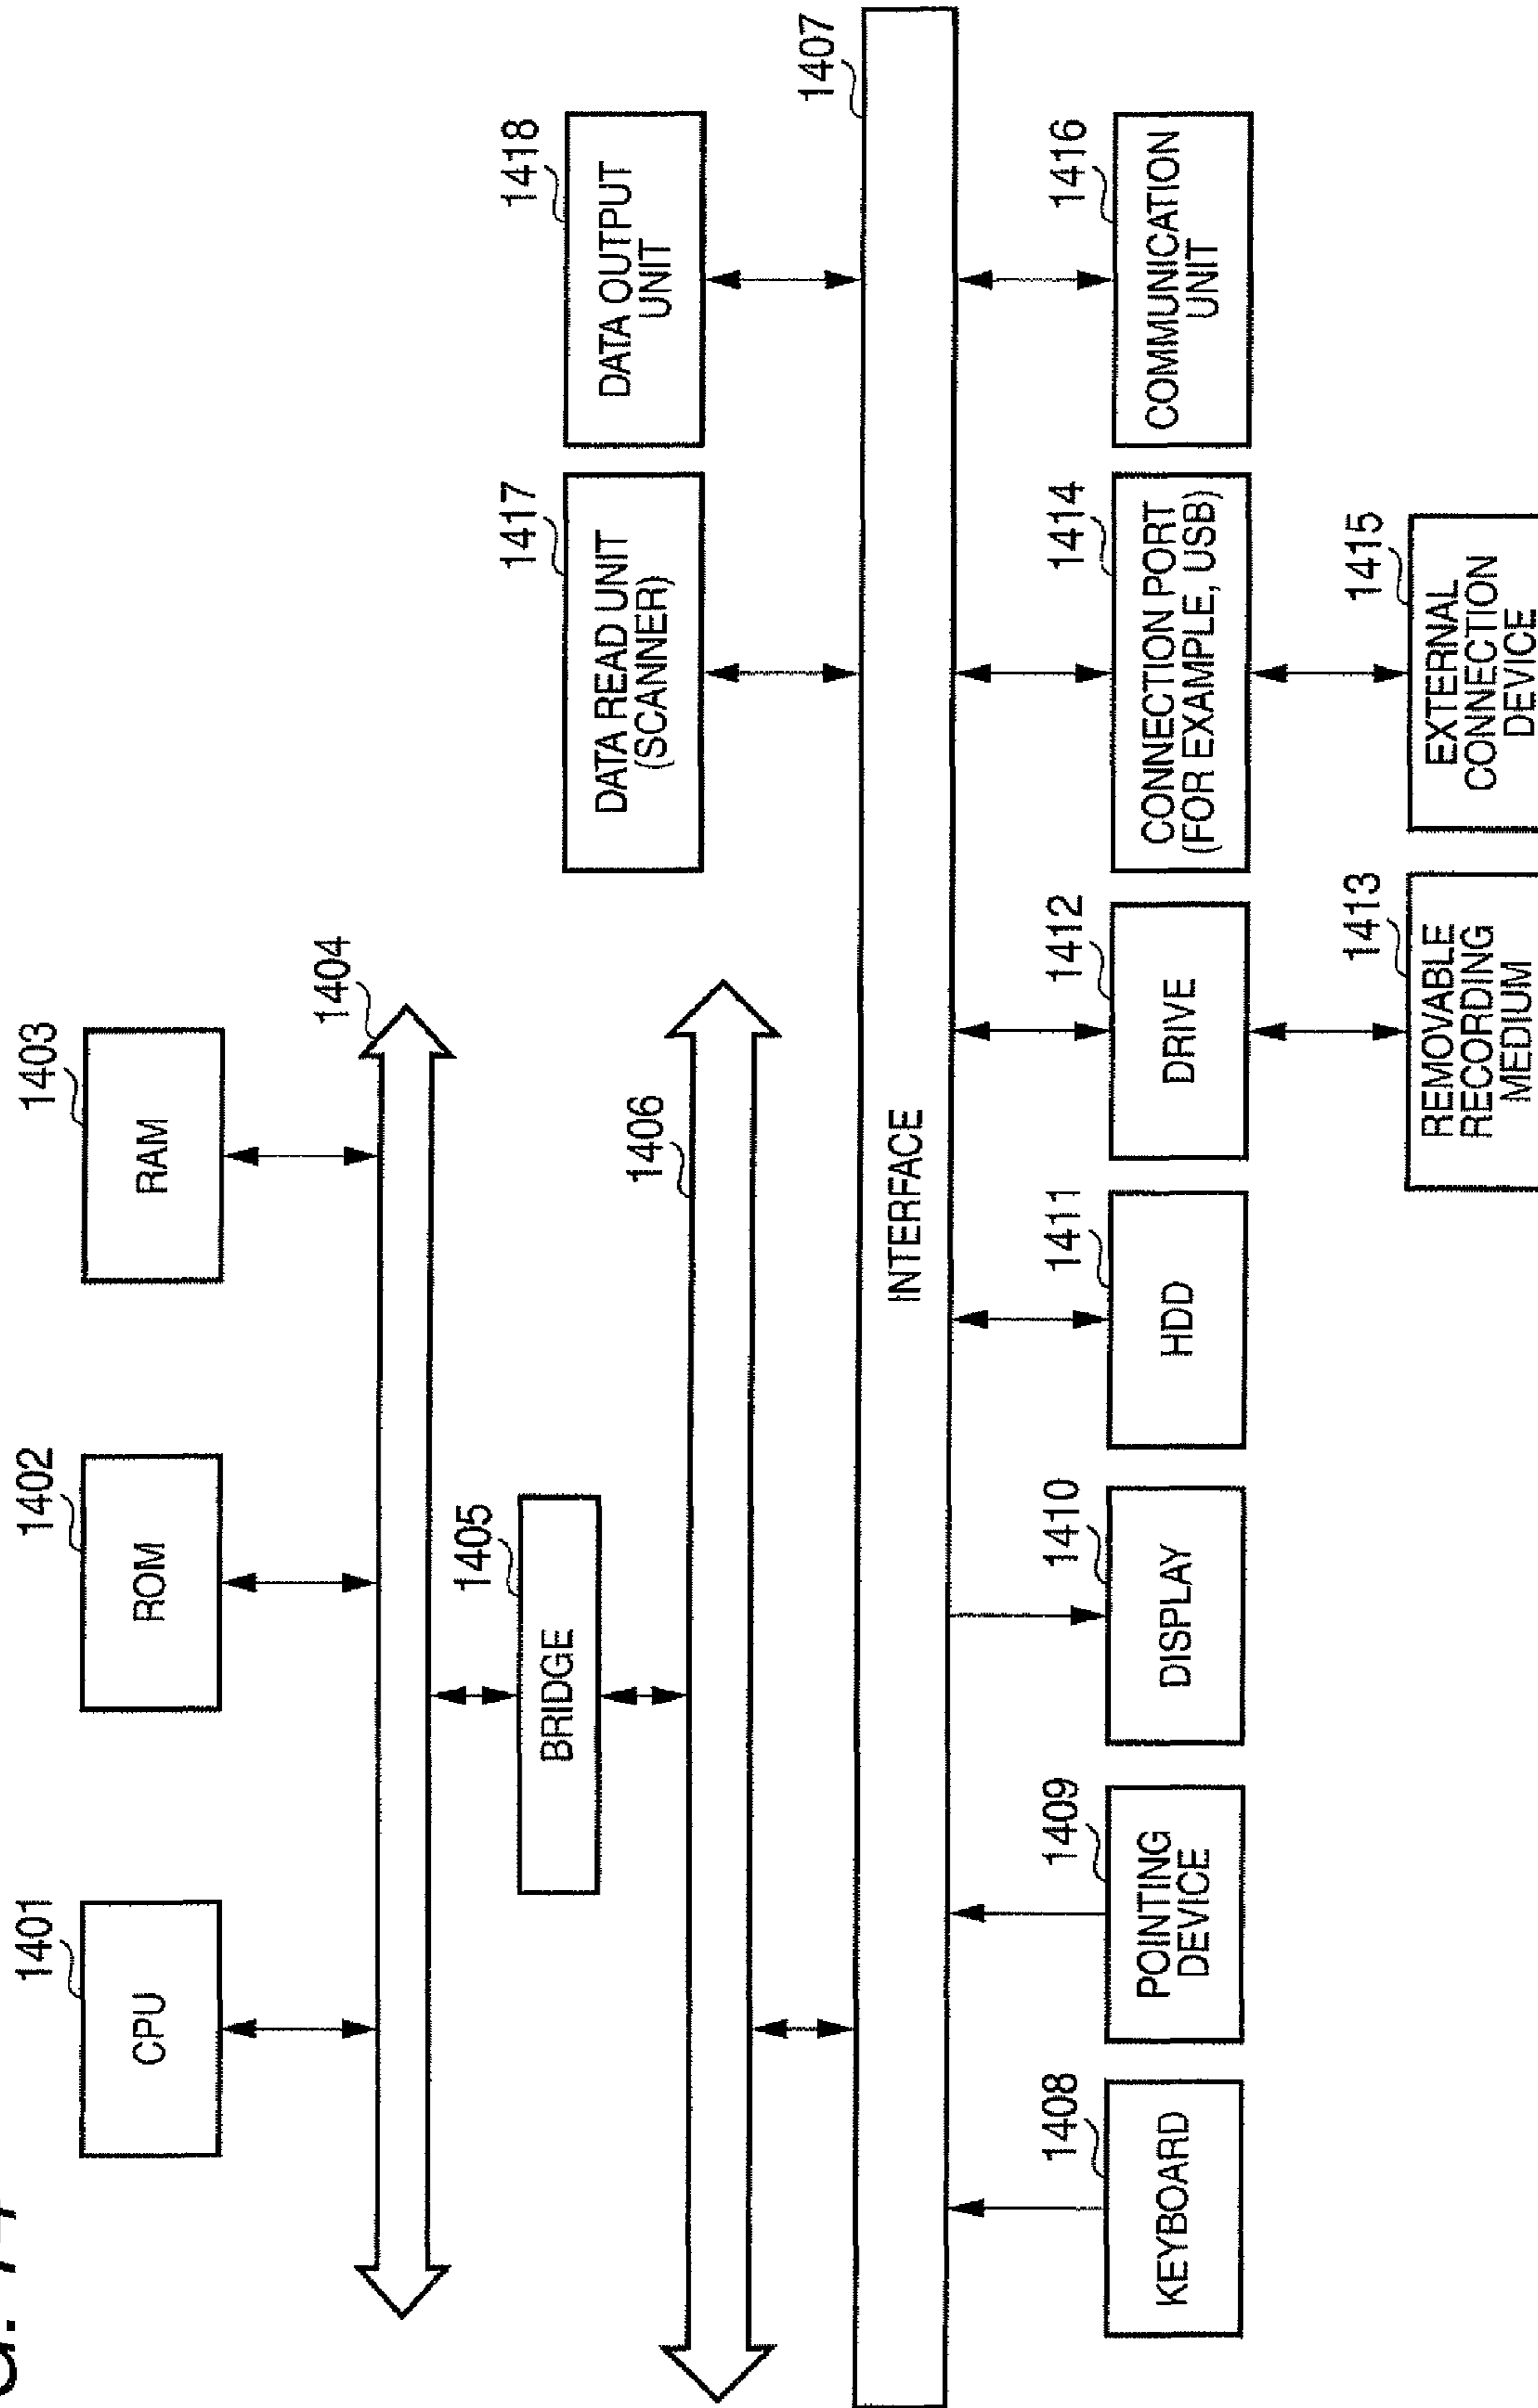 1401
CPU
1402
ROM
1403
RAM
1404
1405
BRIDGE
1406
1417
DATA READ UNIT
(SCANNER)
1418
DATA OUTPUT
UNIT
1407
INTERFACE
1408
KEYBOARD
1409
POINTING
DEVICE
1410
DISPLAY
1411
HDD
1412
DRIVE
1414
CONNECTION PORT
(FOR EXAMPLE, USB)
1416
COMMUNICATION
UNIT
1413
REMOVABLE
RECORDING
MEDIUM
1415
EXTERNAL
CONNECTION
DEVICE